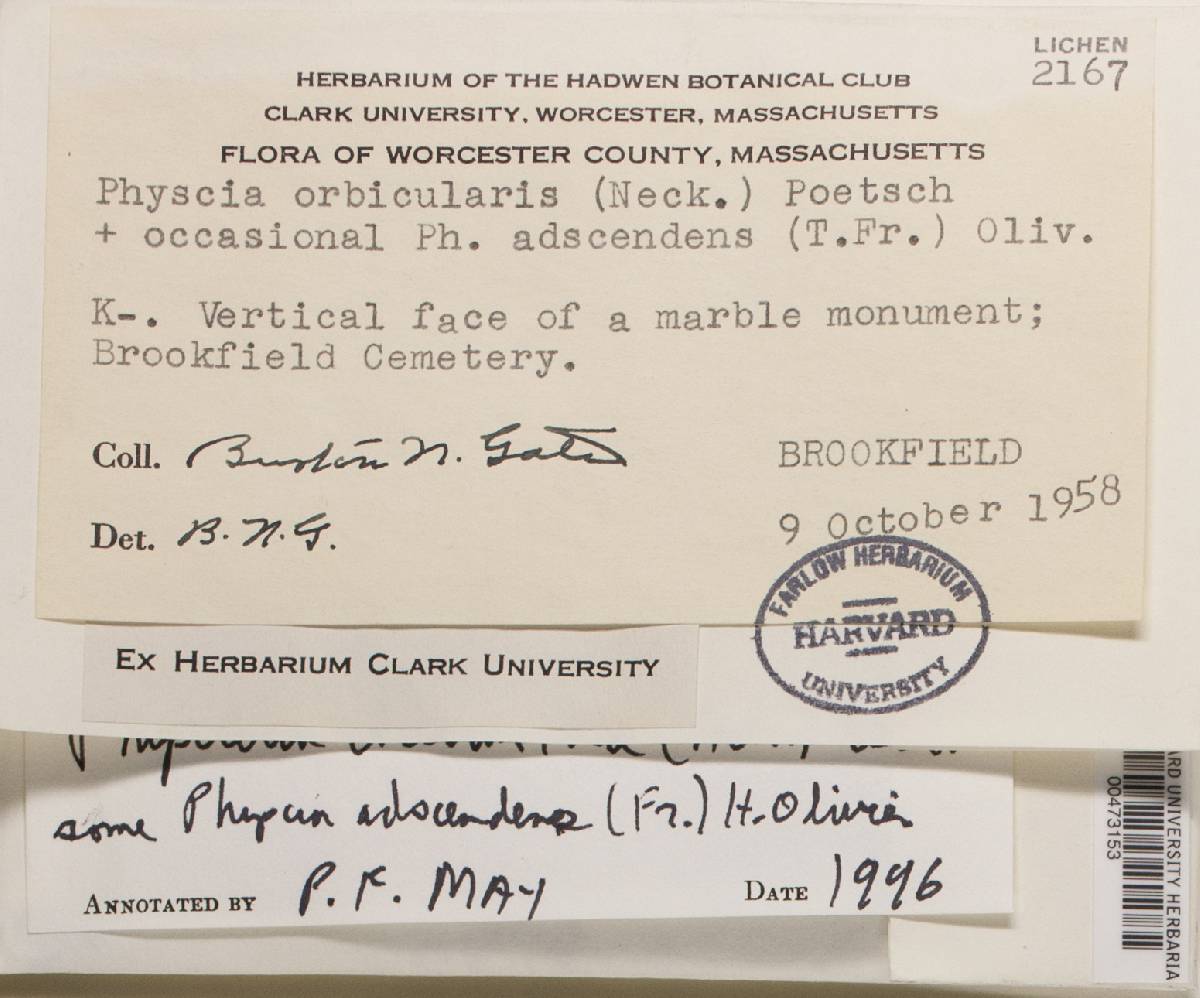 LICHEN
2167
HERBARIUM OF THE HADWEN BOTANICAL CLUB
CLARK UNIVERSITY, WORCESTER, MASSACHUSETTS
FLORA OF WORCESTER COUNTY, MASSACHUSETTS
Physcia orbicularis (Neck.) Poetsch
+ occasional Ph. adscendens (T.Fr.) Oliv.
K-. Vertical face of a marble monument;
Brookfield Cemetery.
Coll. Burton N. Gates
BROOKFIELD
Det. B. N. G.
9 October 1958
FARLOW HERBARIUM
HARVARD
UNIVERSITY
EX HERBARIUM CLARK UNIVERSITY
some Physcia adscendens (Fr.) H. Olivier
ANNOTATED BY P. F. MAY DATE 1996
00473153
ARD UNIVERSITY HERBARIA